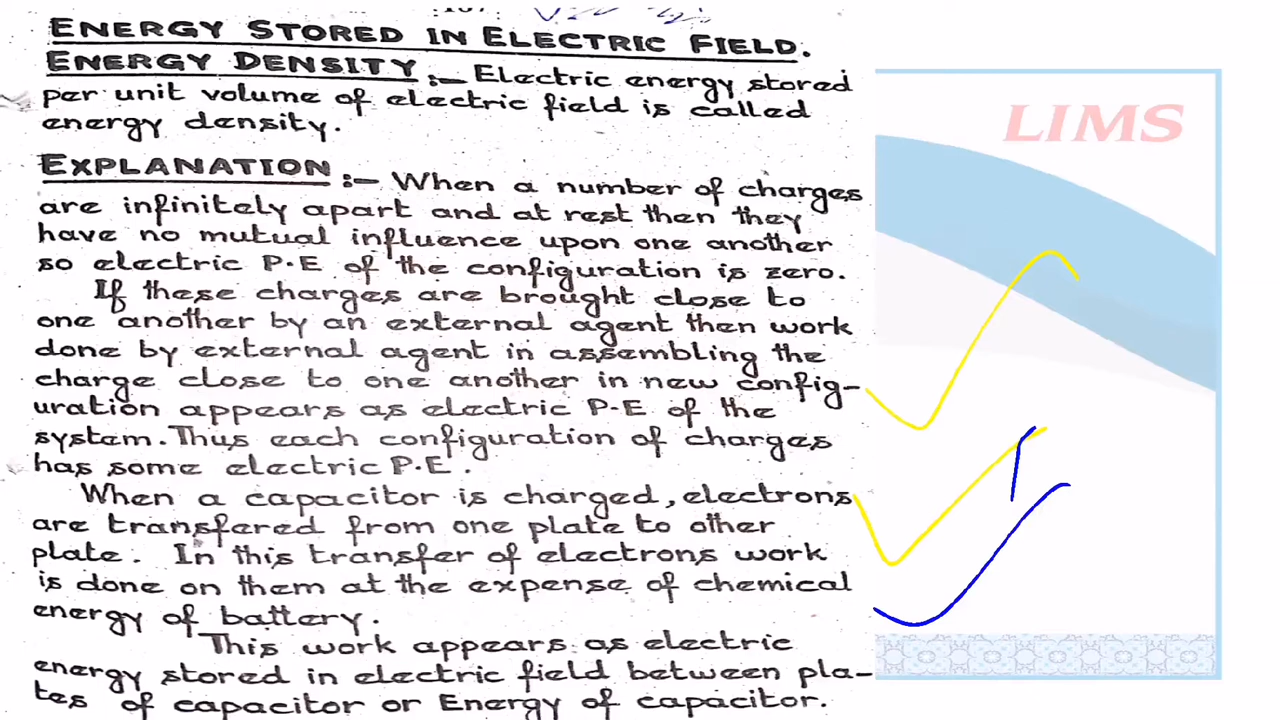 ENERGY STORED IN ELECTRIC FIELD.
ENERGY DENSITY :- Electric energy stored
per unit volume of electric field is called
energy density.
LIMS
EXPLANATION :- When a number of charges
are infinitely apart and at rest then they
have no mutual influence upon one another
so electric P.E of the configuration is zero.
If these charges are brought close to
one another by an external agent then work
done by external agent in assembling the
charge close to one another in new config-
uration appears as electric P-E of the
system. Thus each configuration of charges
has some electric P.E.
When a capacitor is charged, electrons
are transfered from one plate to other
plate. In this transfer of electrons work
is done on them at the expense of chemical
energy of battery.
This work appears as electric
energy stored in electric field between pla-
tes of capacitor or Energy of capacitor.